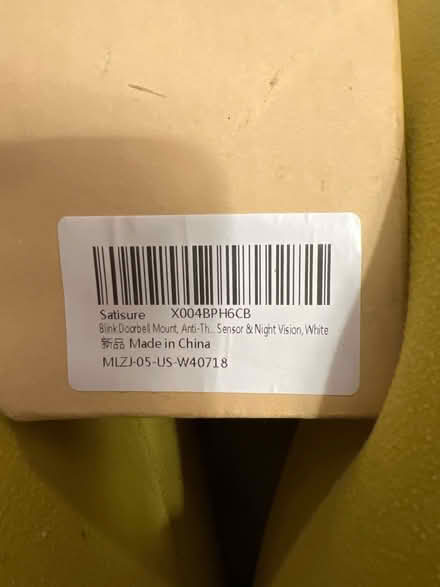 Satisure X004BPH6CB
Blink Doorbell Mount, Anti-Th... Sensor & Night Vision, White
新品 Made in China
MLZJ-05-US-W40718